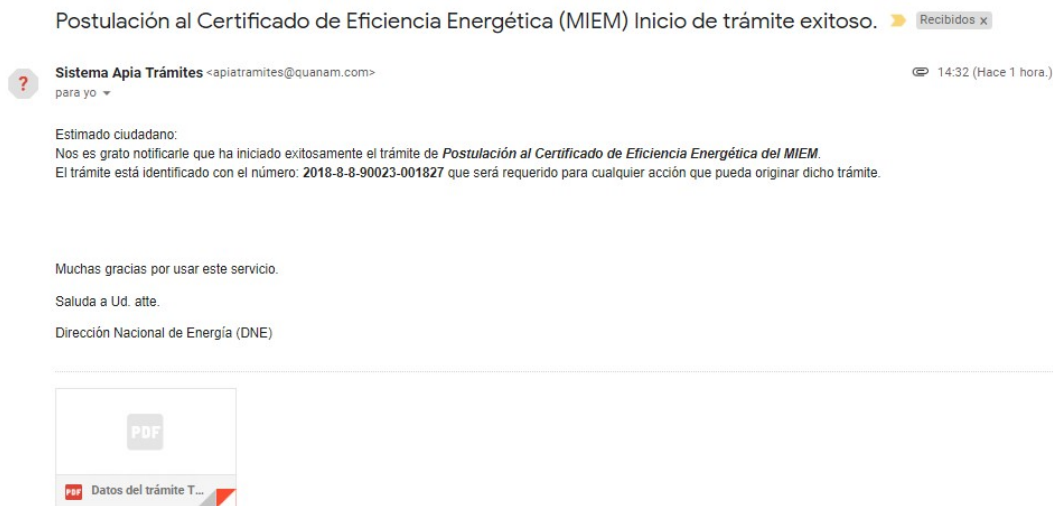 Postulación al Certificado de Eficiencia Energética (MIEM) Inicio de trámite exitoso. Recibidos x
Sistema Apia Trámites <apiatramites@quanam.com> 14:32 (Hace 1 hora.)
?
para yo
Estimado ciudadano:
Nos es grato notificarle que ha iniciado exitosamente el trámite de Postulación al Certificado de Eficiencia Energética del MIEM.
El trámite está identificado con el número: 2018-8-8-90023-001827 que será requerido para cualquier acción que pueda originar dicho trámite.
Muchas gracias por usar este servicio.
Saluda a Ud. atte.
Dirección Nacional de Energía (DNE)
PDF
PDF Datos del trámite T...